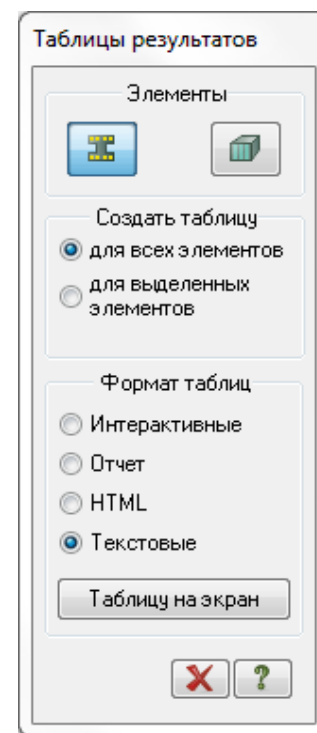 Таблицы результатов
Элементы
Создать таблицу
для всех элементов
для выделенных
элементов
Формат таблиц
Интерактивные
Отчет
HTML
Текстовые
Таблицу на экран
?